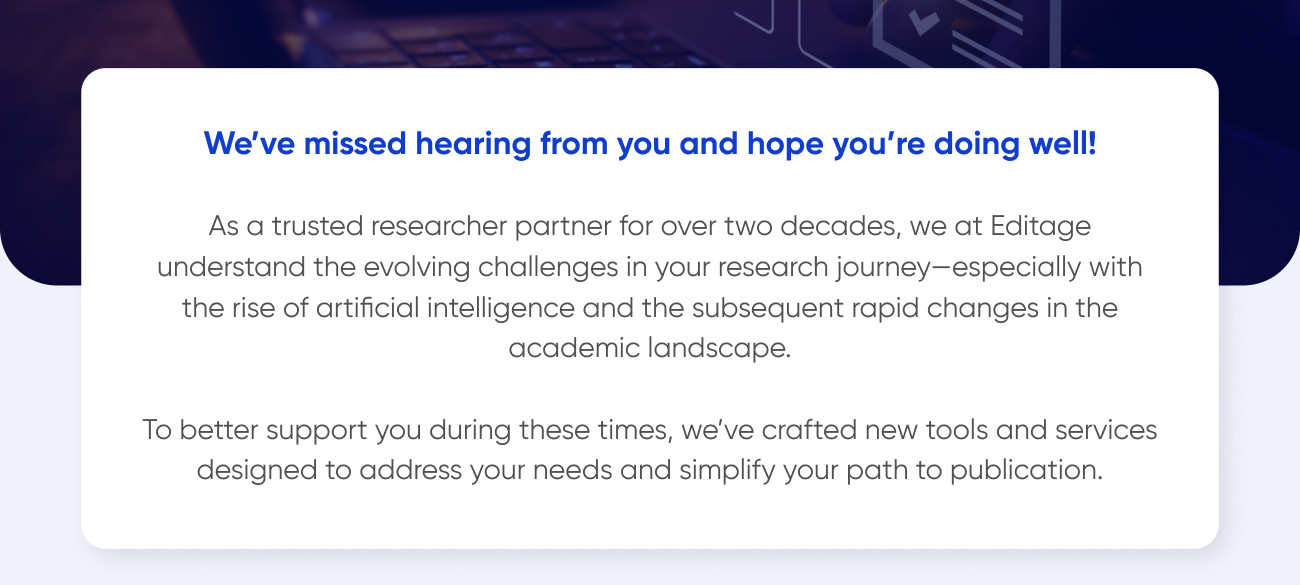 We’ve missed hearing from you and hope you’re doing well!
As a trusted researcher partner for over two decades, we at Editage
understand the evolving challenges in your research journey—especially with
the rise of artificial intelligence and the subsequent rapid changes in the
academic landscape.
To better support you during these times, we’ve crafted new tools and services
designed to address your needs and simplify your path to publication.